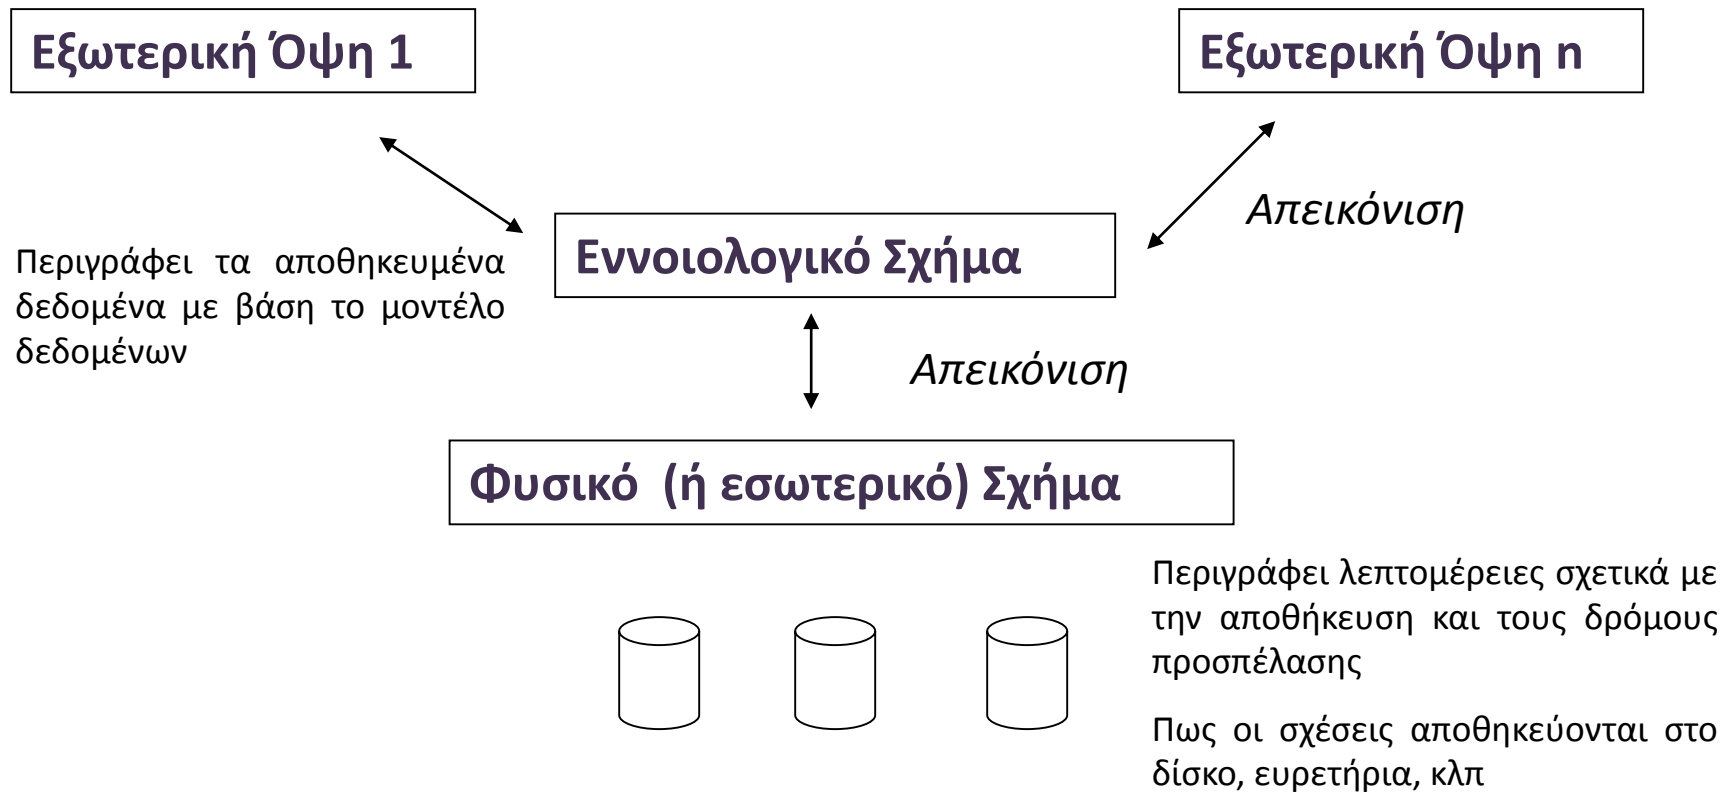 Εξωτερική Όψη 1
Εξωτερική Όψη n
Απεικόνιση
Εννοιολογικό Σχήμα
Περιγράφει τα αποθηκευμένα
δεδομένα με βάση το μοντέλο
δεδομένων
Απεικόνιση
Φυσικό (ή εσωτερικό) Σχήμα
Περιγράφει λεπτομέρειες σχετικά με
την αποθήκευση και τους δρόμους
προσπέλασης
Πως οι σχέσεις αποθηκεύονται στο
δίσκο, ευρετήρια, κλπ